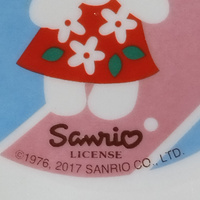 Sanrio
LICENSE
©1976, 2017 SANRIO CO., LTD.